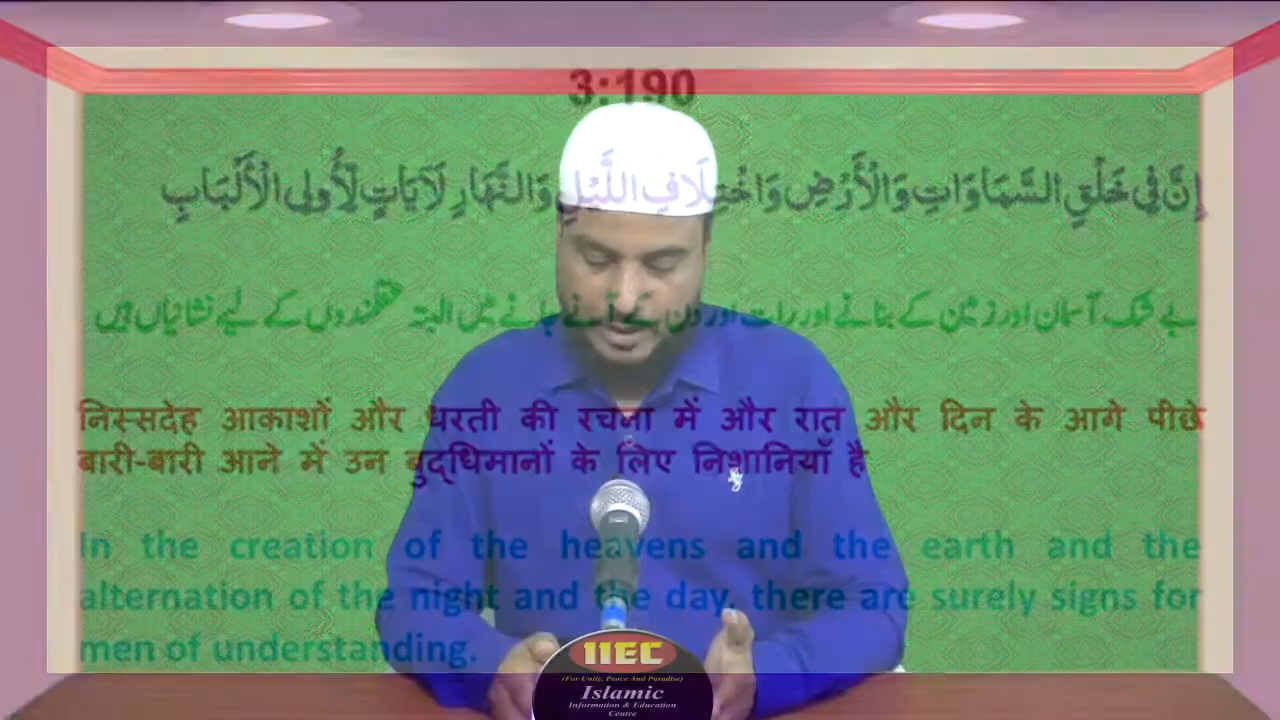 3:190
إِنَّ فِي خَلْقِ السَّمَاوَاتِ وَالْأَرْضِ وَاخْتِلَافِ اللَّيْلِ وَالنَّهَارِ لَآيَاتٍ لِّأُولِي الْأَلْبَابِ
بے شک آسمان اور زمین کے بنانے اور رات اور دن کے آنے جانے میں البتہ عقلمندوں کے لیے نشانیاں ہیں
निस्सदेह आकाशों और धरती की रचना में और रात और दिन के आगे पीछे
बारी-बारी आने में उन बुद्धिमानों के लिए निशानियाँ है
In the creation of the heavens and the earth and the
alternation of the night and the day, there are surely signs for
men of understanding.
IIEC
(For Unity, Peace And Paradise)
Islamic
Information & Education
Centre